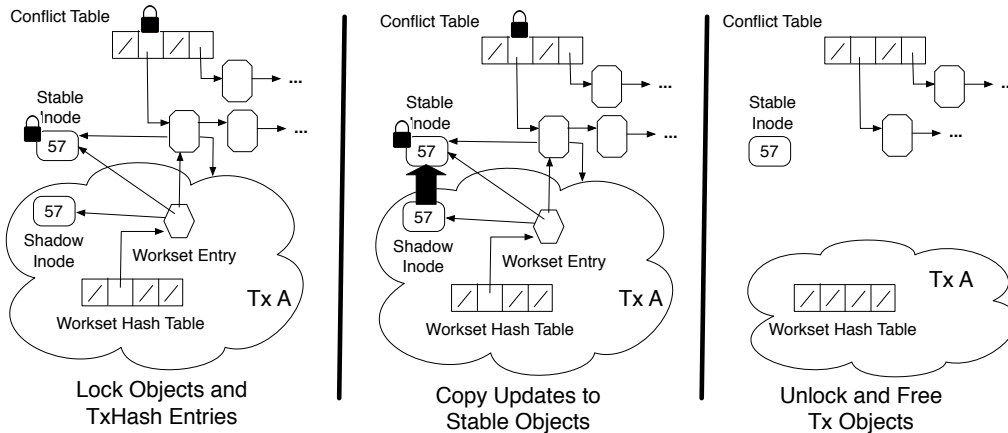 Conflict Table
...
Stable
Inode
...
57
57
Shadow
Inode
Workset Entry
Tx A
Workset Hash Table
Lock Objects and
TxHash Entries
Conflict Table
...
Stable
Inode
...
57
57
Shadow
Inode
Workset Entry
Tx A
Workset Hash Table
Copy Updates to
Stable Objects
Conflict Table
...
Stable
Inode
...
57
Tx A
Workset Hash Table
Unlock and Free
Tx Objects